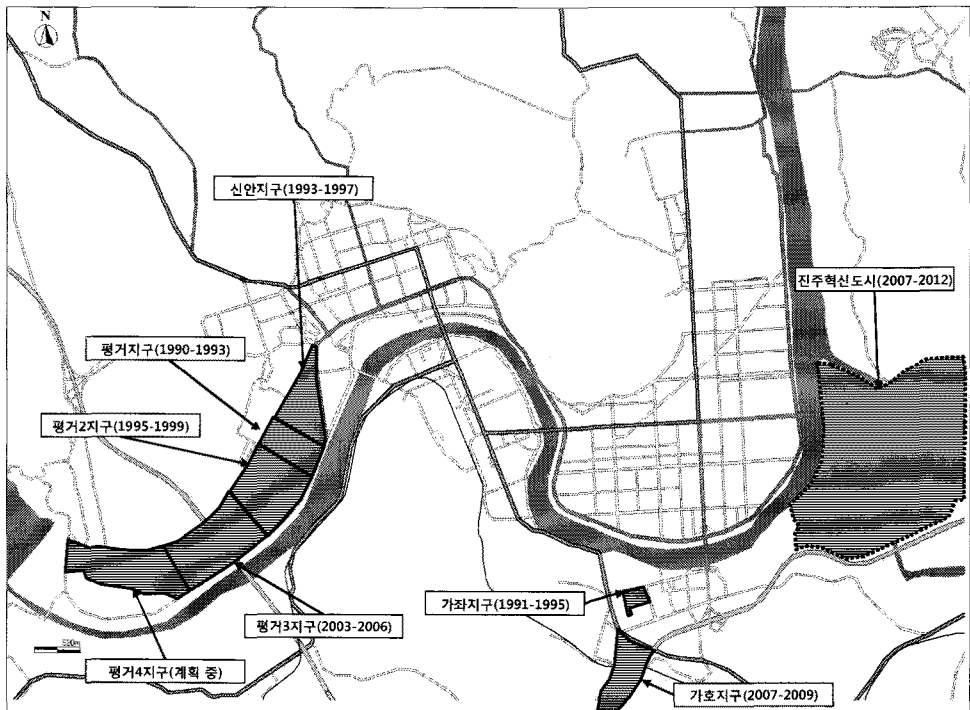 N
신안지구(1993-1997)
진주혁신도시(2007-2012)
평거지구(1990-1993)
평거2지구(1995-1999)
가좌지구(1991-1995)
평거3지구(2003-2006)
평거4지구(계획 중)
가호지구(2007-2009)